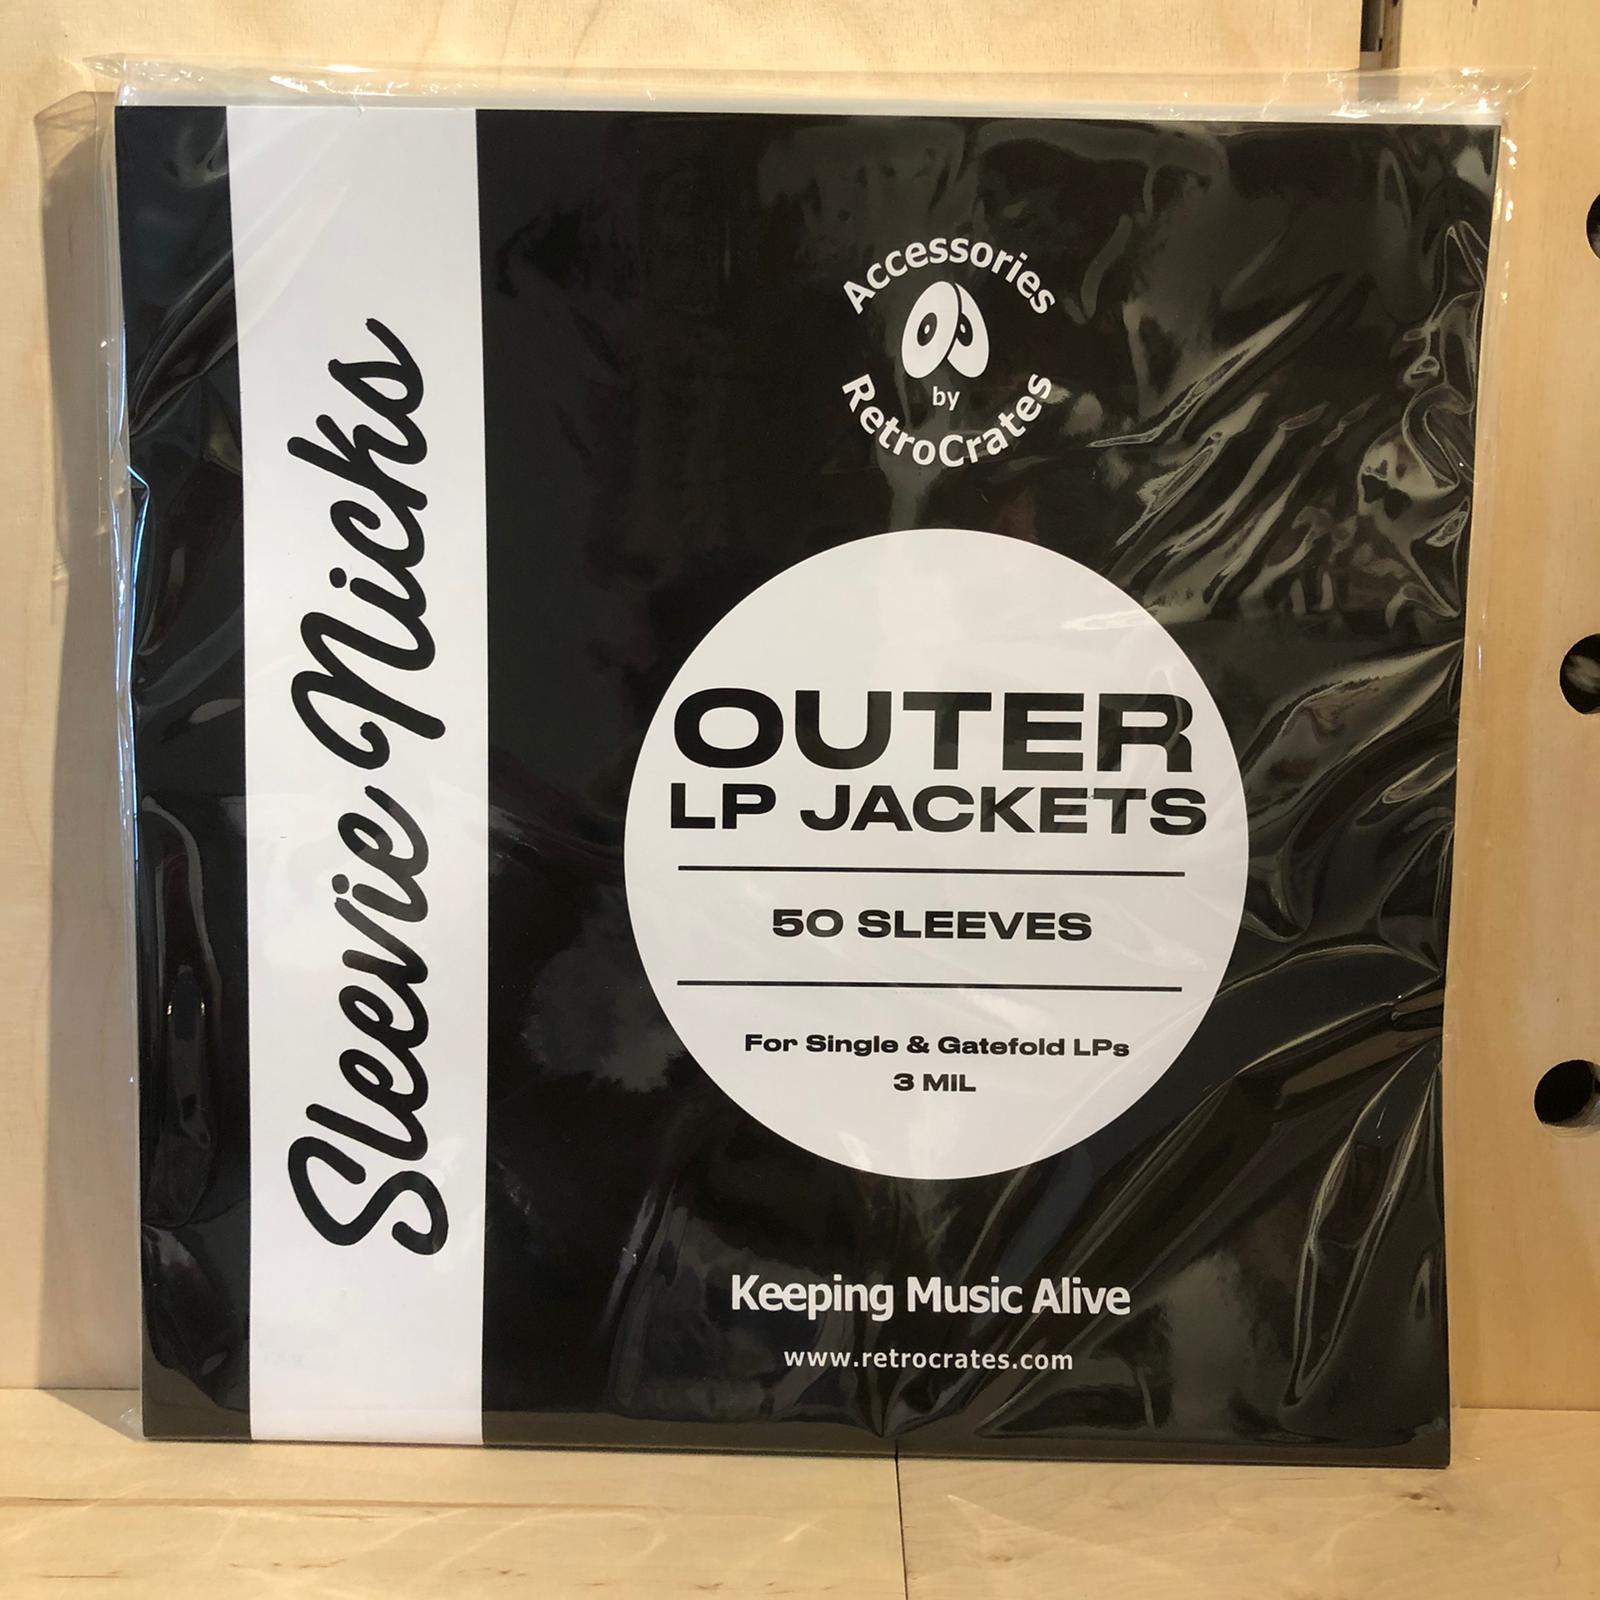 Sleevie Nicks
Accessories
by
RetroCrates
OUTER
LP JACKETS
50 SLEEVES
For Single & Gatefold LPs
3 MIL
Keeping Music Alive
www.retrocrates.com